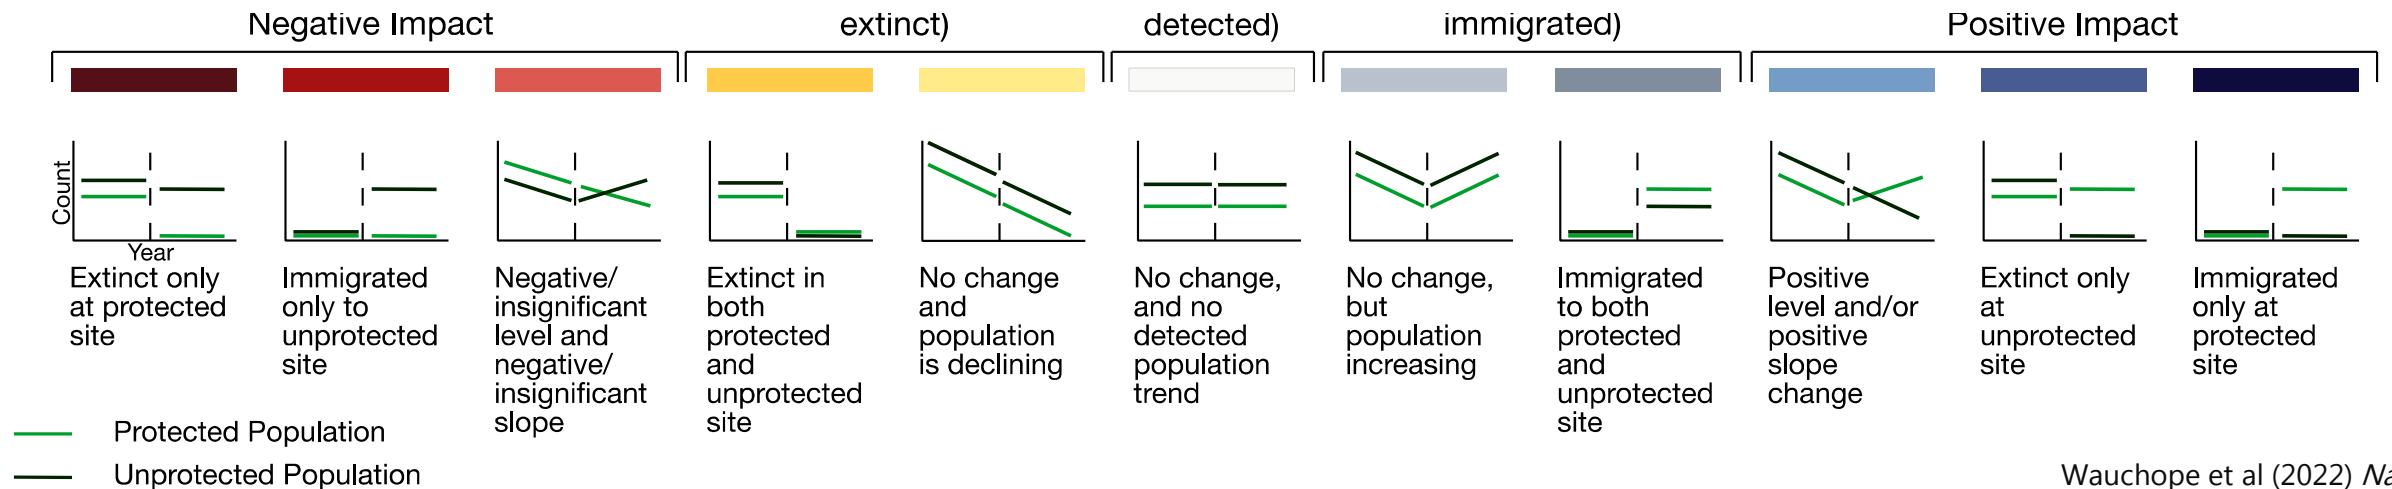 Negative Impact
extinct)
detected)
immigrated)
Positive Impact
Count
Year
Extinct only
at protected
site
Immigrated
only to
unprotected
site
Negative/
insignificant
level and
negative/
insignificant
slope
Extinct in
both
protected
and
unprotected
site
No change
and
population
is declining
No change,
and no
detected
population
trend
No change,
but
population
increasing
Immigrated
to both
protected
and
unprotected
site
Positive
level and/or
positive
slope
change
Extinct only
at
unprotected
site
Immigrated
only at
protected
site
Protected Population
Unprotected Population
Wauchope et al (2022) Na